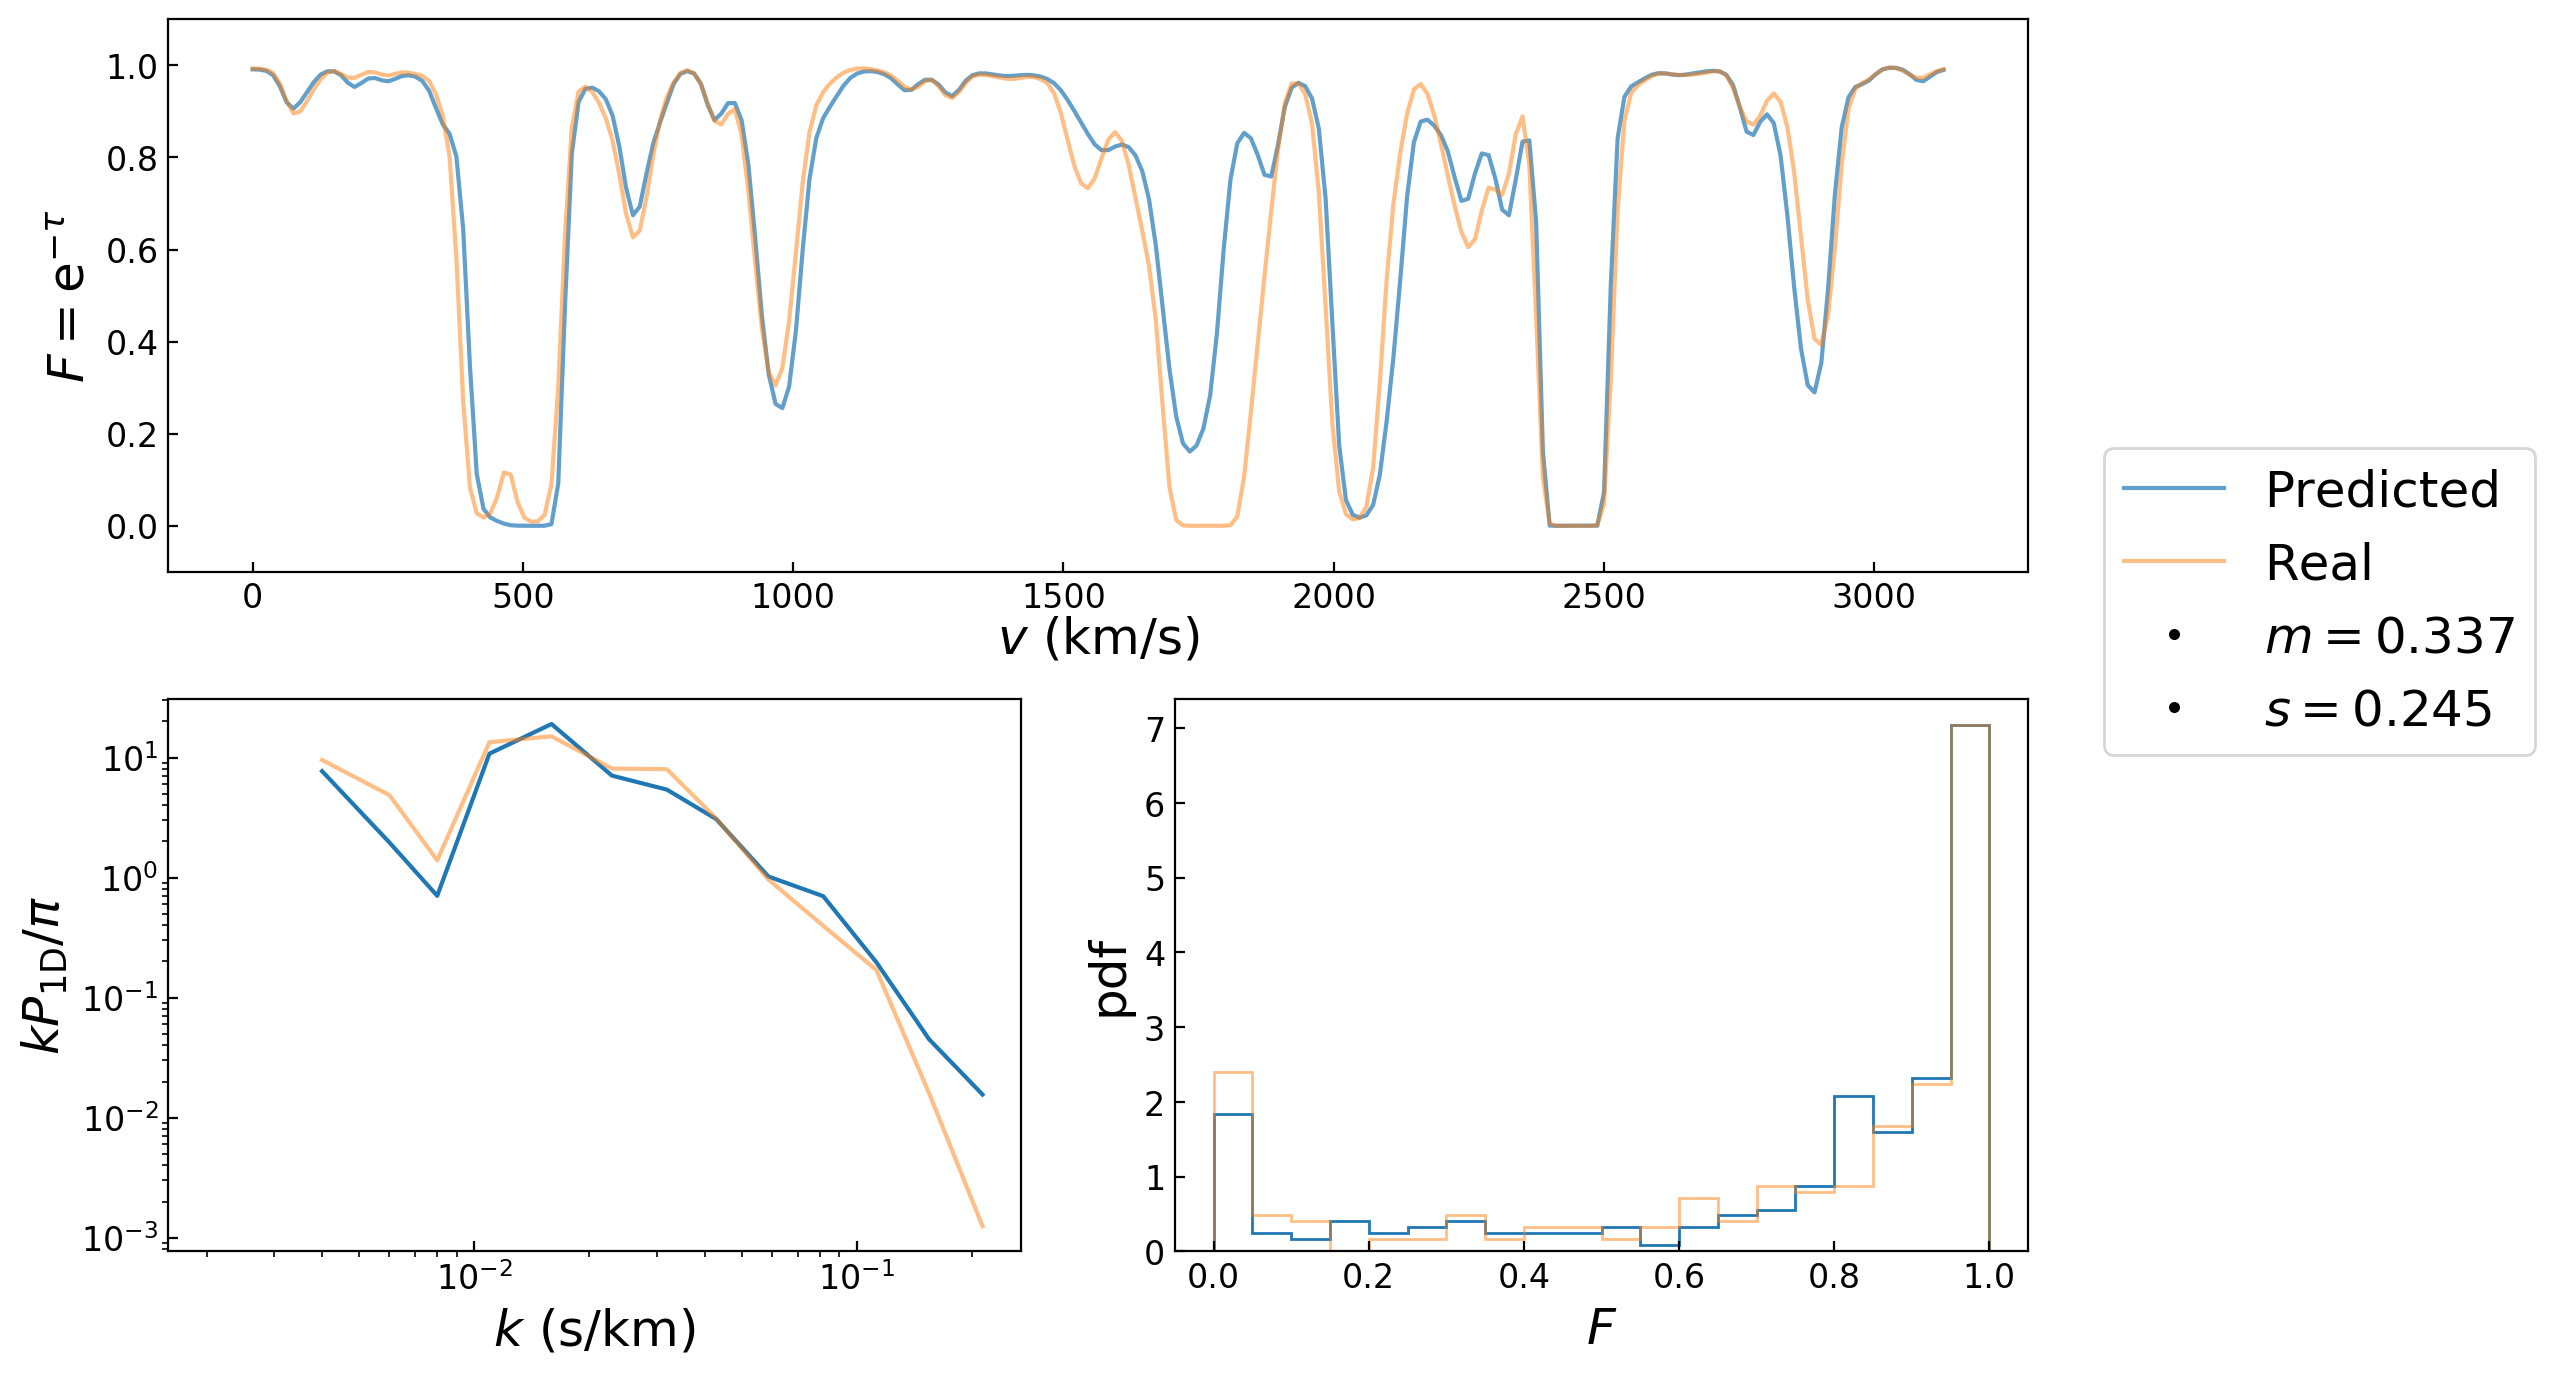 1.0
0.8
0.6
0.4
0.2
0.0
F = e^{−τ}
0 500 1000 1500 2000 2500 3000
v (km/s)
Predicted
Real
m = 0.337
s = 0.245
10^1
10^0
10^{−1}
10^{−2}
10^{−3}
kP_{1D}/π
10^{−2} 10^{−1}
k (s/km)
7
6
5
4
3
2
1
0
pdf
0.0 0.2 0.4 0.6 0.8 1.0
F